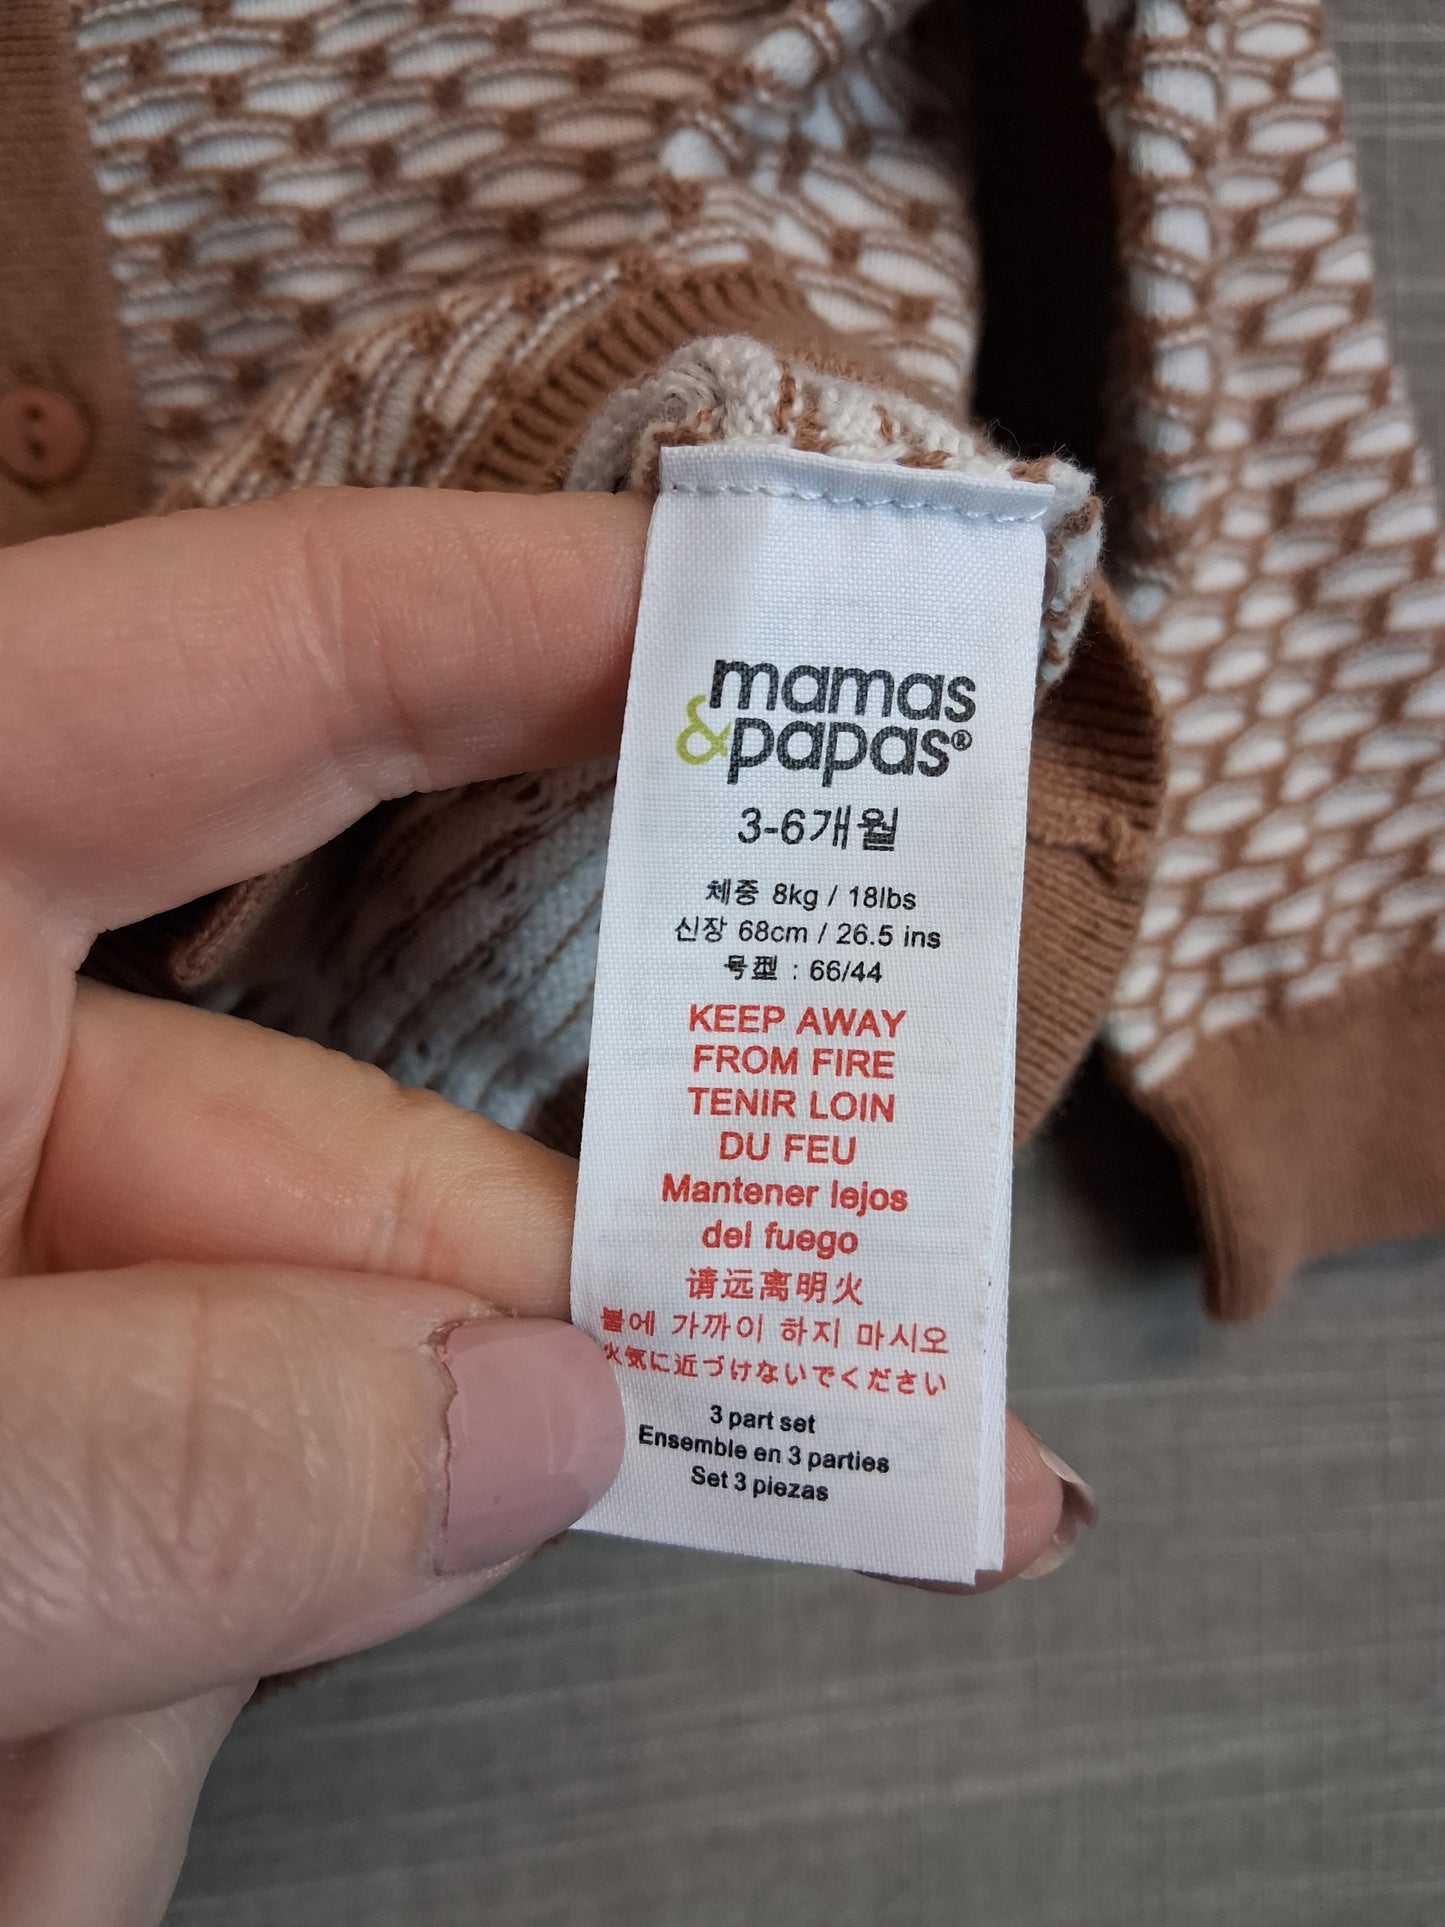 mamas
&papas®
3-6개월
체중 8kg / 18lbs
신장 68cm / 26.5 ins
号型 : 66/44
KEEP AWAY
FROM FIRE
TENIR LOIN
DU FEU
Mantener lejos
del fuego
请远离明火
불에 가까이 하지 마시오
火気に近づけないでください
3 part set
Ensemble en 3 parties
Set 3 piezas